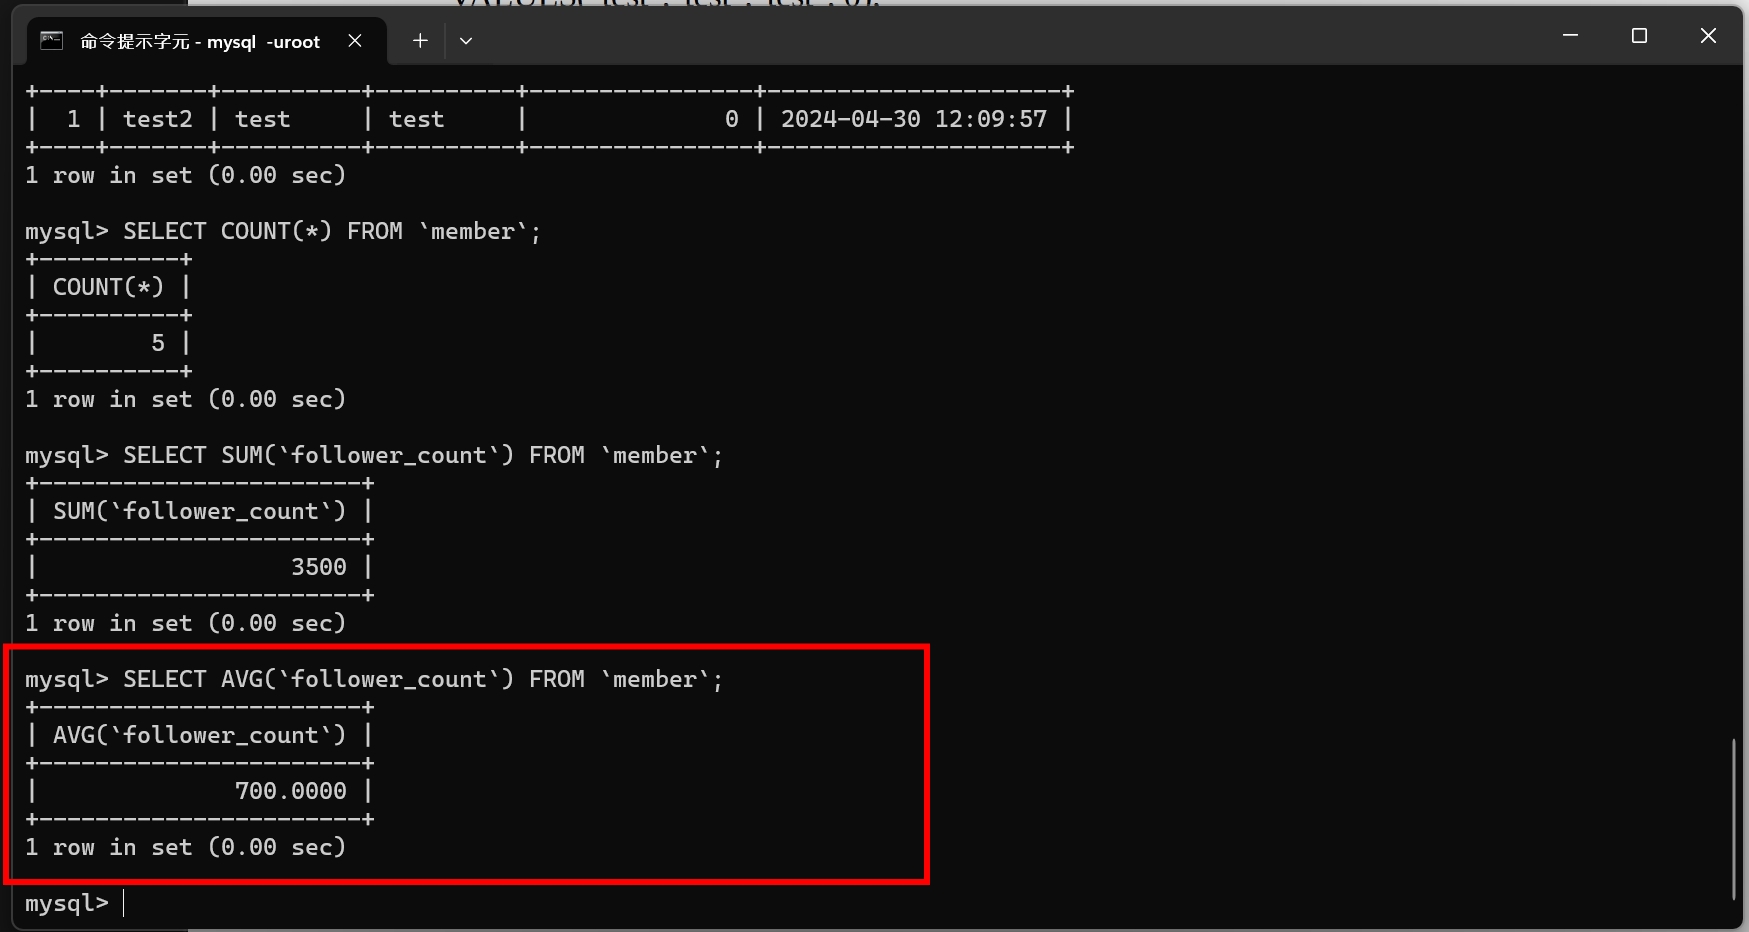 命令提示字元 - mysql  -uroot
+----+-------+----------+----------+----------------+---------------------+
|  1 | test2 | test     | test     |              0 | 2024-04-30 12:09:57 |
+----+-------+----------+----------+----------------+---------------------+
1 row in set (0.00 sec)
mysql> SELECT COUNT(*) FROM `member`;
+----------+
| COUNT(*) |
+----------+
|        5 |
+----------+
1 row in set (0.00 sec)
mysql> SELECT SUM(`follower_count`) FROM `member`;
+-----------------------+
| SUM(`follower_count`) |
+-----------------------+
|                  3500 |
+-----------------------+
1 row in set (0.00 sec)
mysql> SELECT AVG(`follower_count`) FROM `member`;
+-----------------------+
| AVG(`follower_count`) |
+-----------------------+
|              700.0000 |
+-----------------------+
1 row in set (0.00 sec)
mysql>